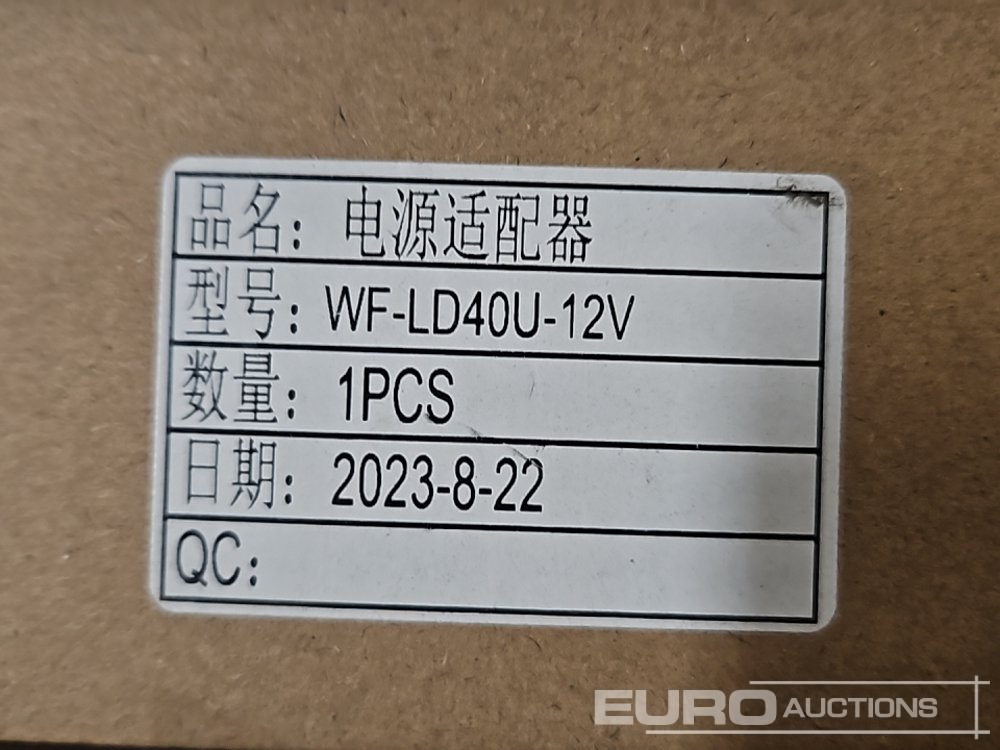 品名：电源适配器
型号：WF-LD40U-12V
数量：1PCS
日期：2023-8-22
QC：
EURO AUCTIONS